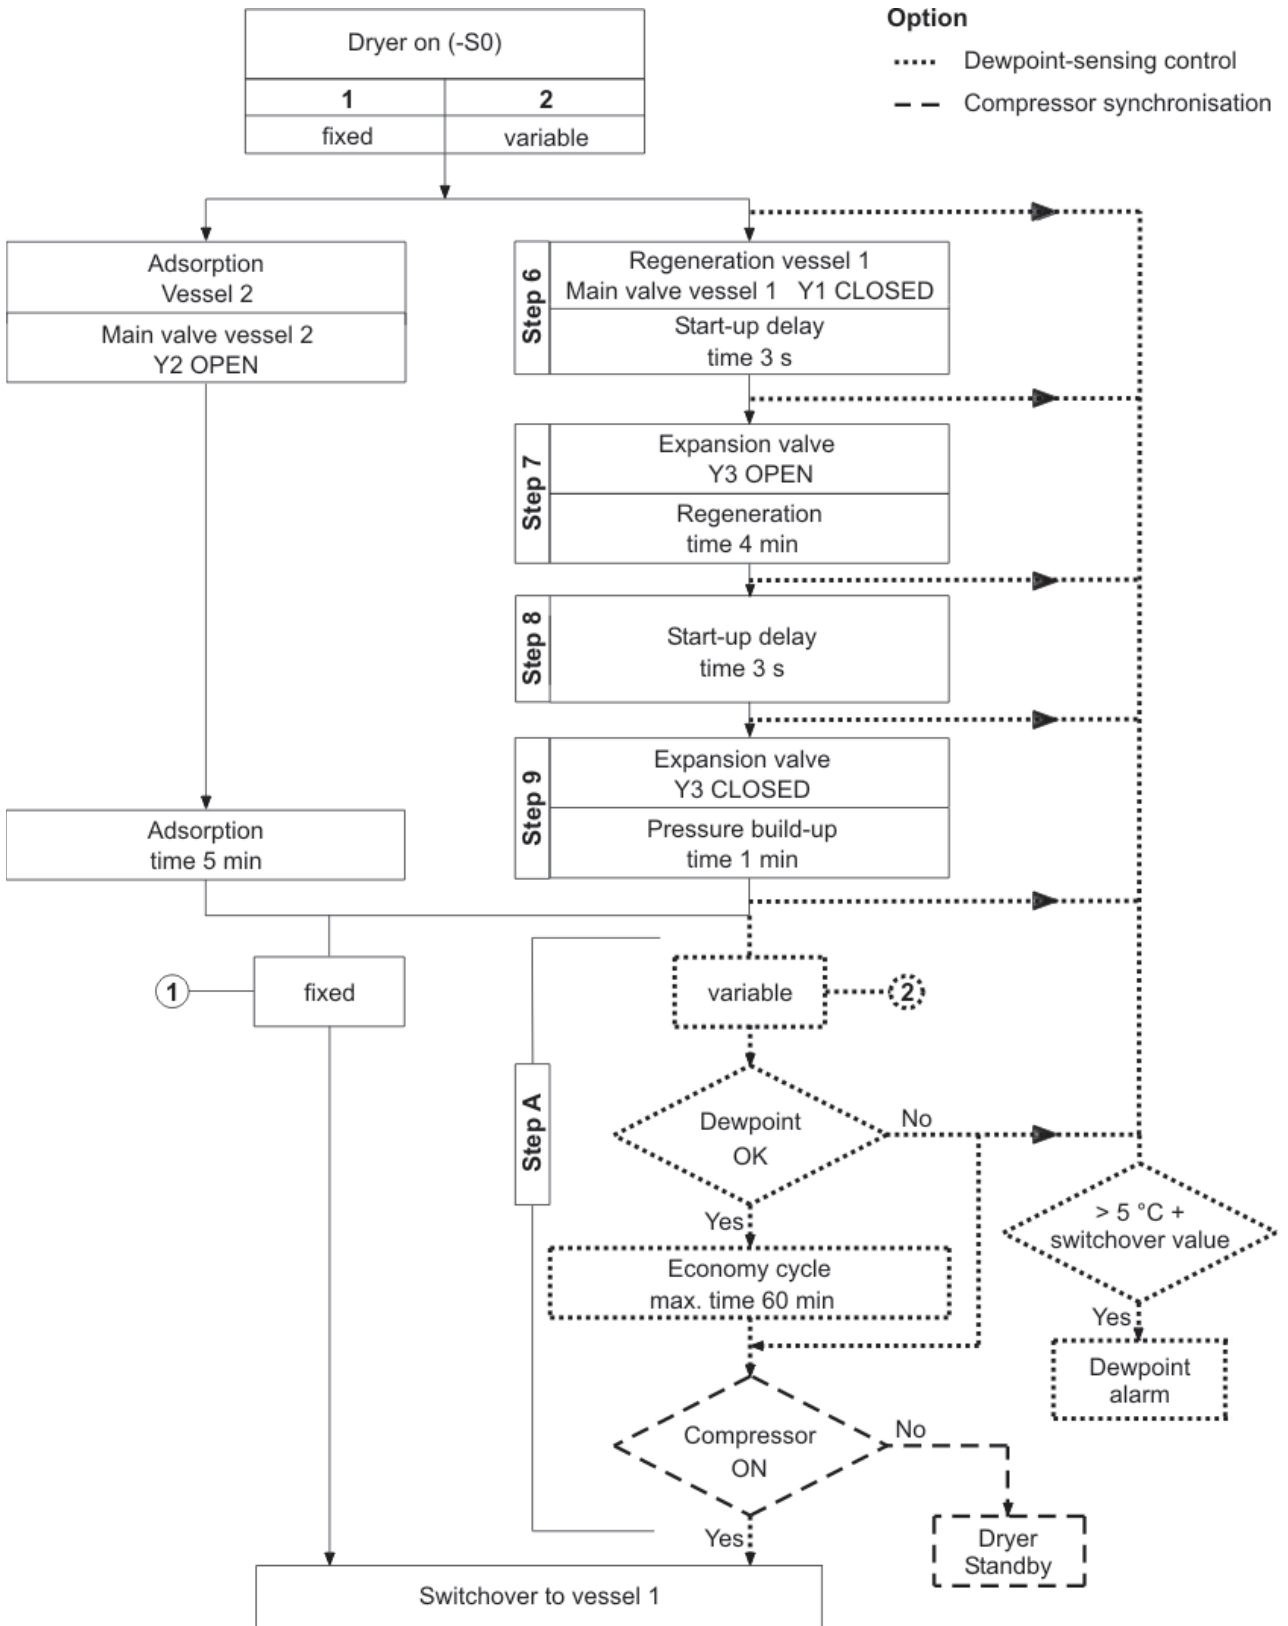 Option
Dewpoint-sensing control
Compressor synchronisation
Dryer on (-S0)
1
2
fixed
variable
Adsorption
Vessel 2
Main valve vessel 2
Y2 OPEN
Step 6
Regeneration vessel 1
Main valve vessel 1 Y1 CLOSED
Start-up delay
time 3 s
Step 7
Expansion valve
Y3 OPEN
Regeneration
time 4 min
Step 8
Start-up delay
time 3 s
Step 9
Expansion valve
Y3 CLOSED
Pressure build-up
time 1 min
Adsorption
time 5 min
1
fixed
variable
2
Step A
Dewpoint
OK
No
Yes
> 5 °C +
switchover value
Yes
Dewpoint
alarm
Economy cycle
max. time 60 min
Compressor
ON
No
Yes
Dryer
Standby
Switchover to vessel 1